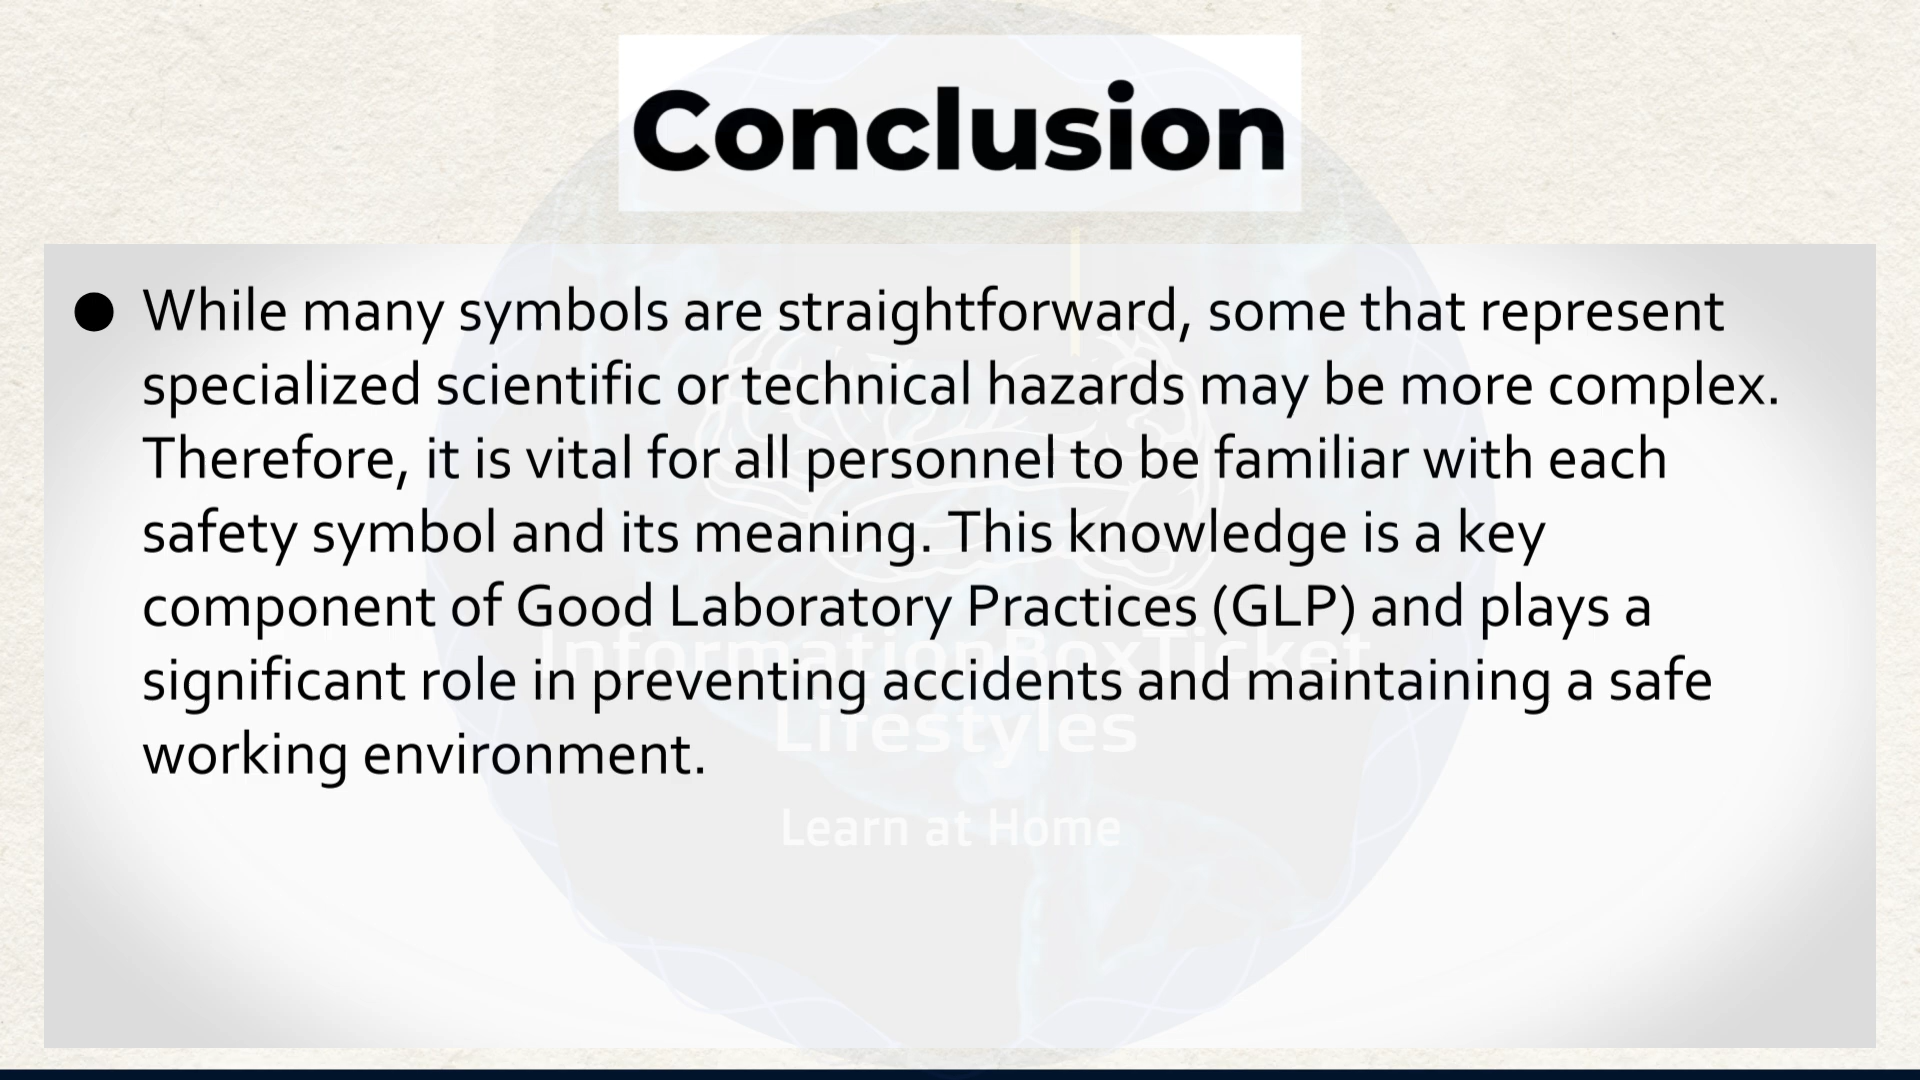 Conclusion
● While many symbols are straightforward, some that represent
specialized scientific or technical hazards may be more complex.
Therefore, it is vital for all personnel to be familiar with each
safety symbol and its meaning. This knowledge is a key
component of Good Laboratory Practices (GLP) and plays a
InformationBoxTicket
significant role in preventing accidents and maintaining a safe
Lifestyles
working environment.
Learn at Home